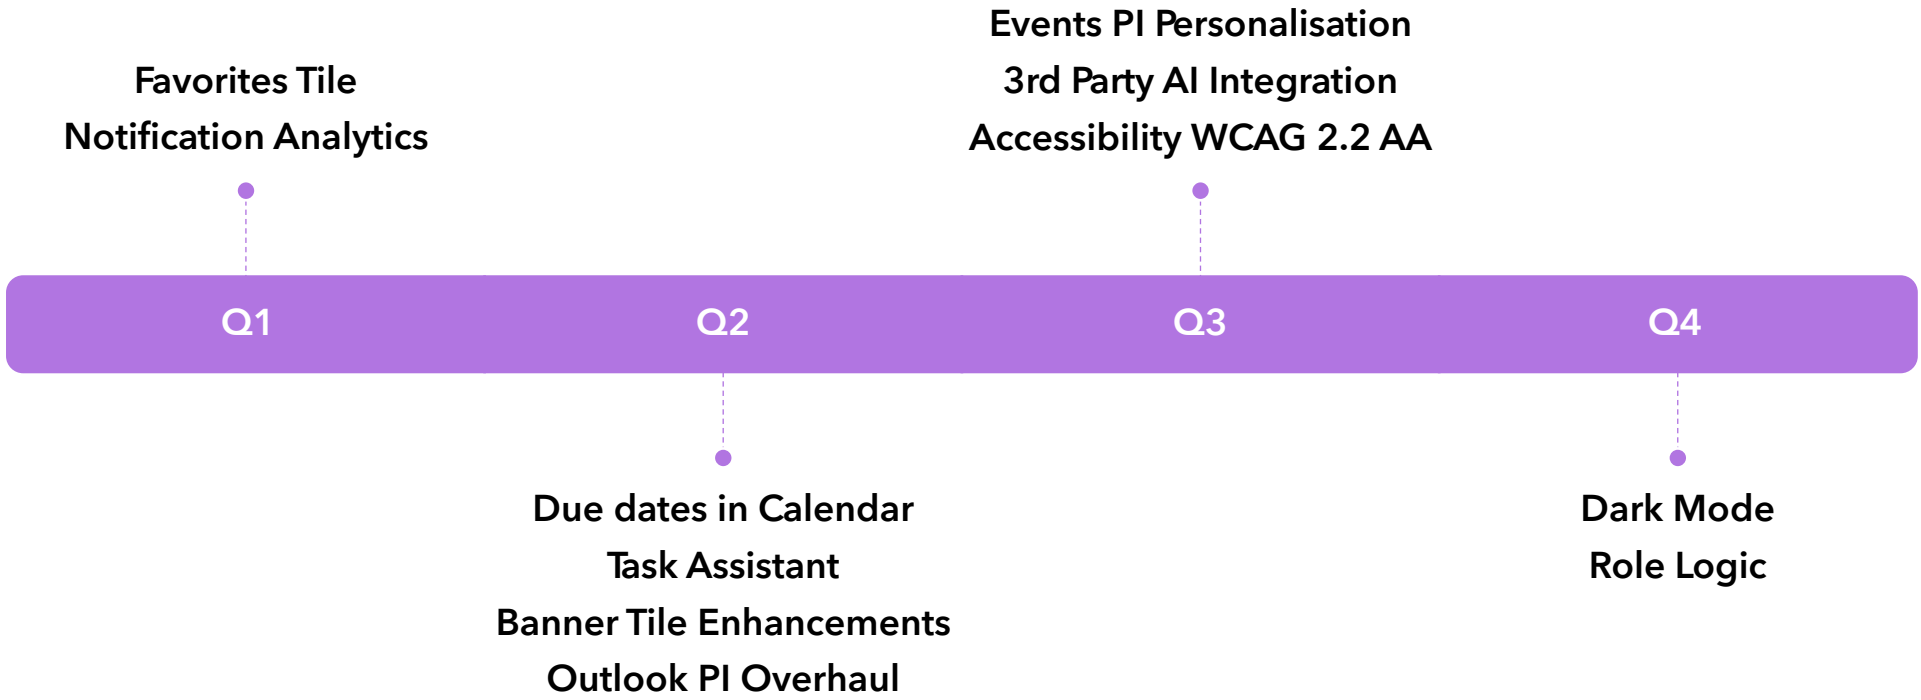 Events PI Personalisation
3rd Party AI Integration
Accessibility WCAG 2.2 AA
Favorites Tile
Notification Analytics
Q1
Q2
Q3
Q4
Due dates in Calendar
Task Assistant
Banner Tile Enhancements
Outlook PI Overhaul
Dark Mode
Role Logic